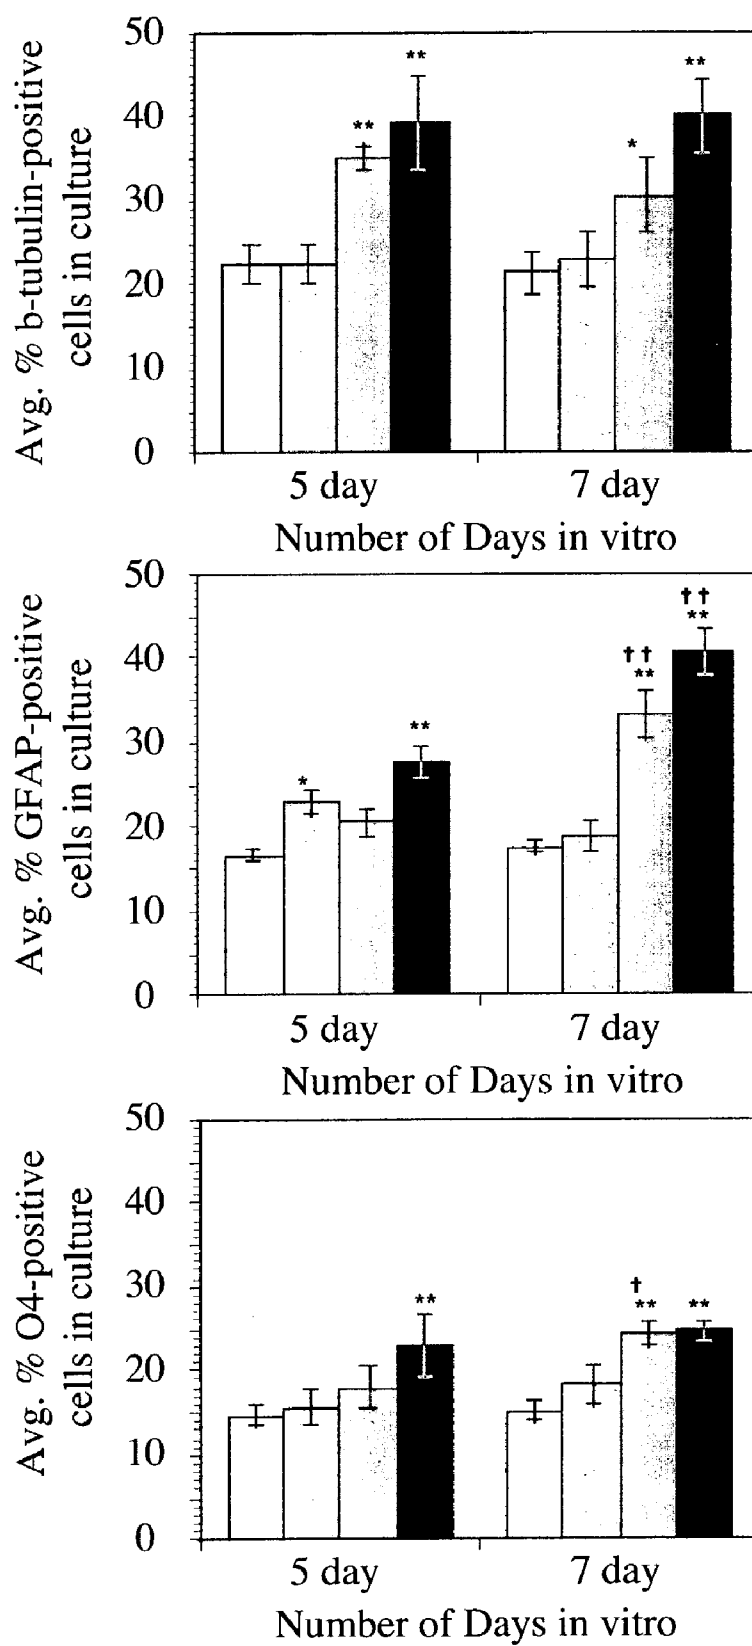 Avg. % b-tubulin-positive
cells in culture
50
40
30
20
10
0
**
**
*
**
5 day
7 day
Number of Days in vitro
Avg. % GFAP-positive
cells in culture
50
40
30
20
10
0
*
**
††
**
††
**
5 day
7 day
Number of Days in vitro
Avg. % O4-positive
cells in culture
50
40
30
20
10
0
**
†
**
**
5 day
7 day
Number of Days in vitro